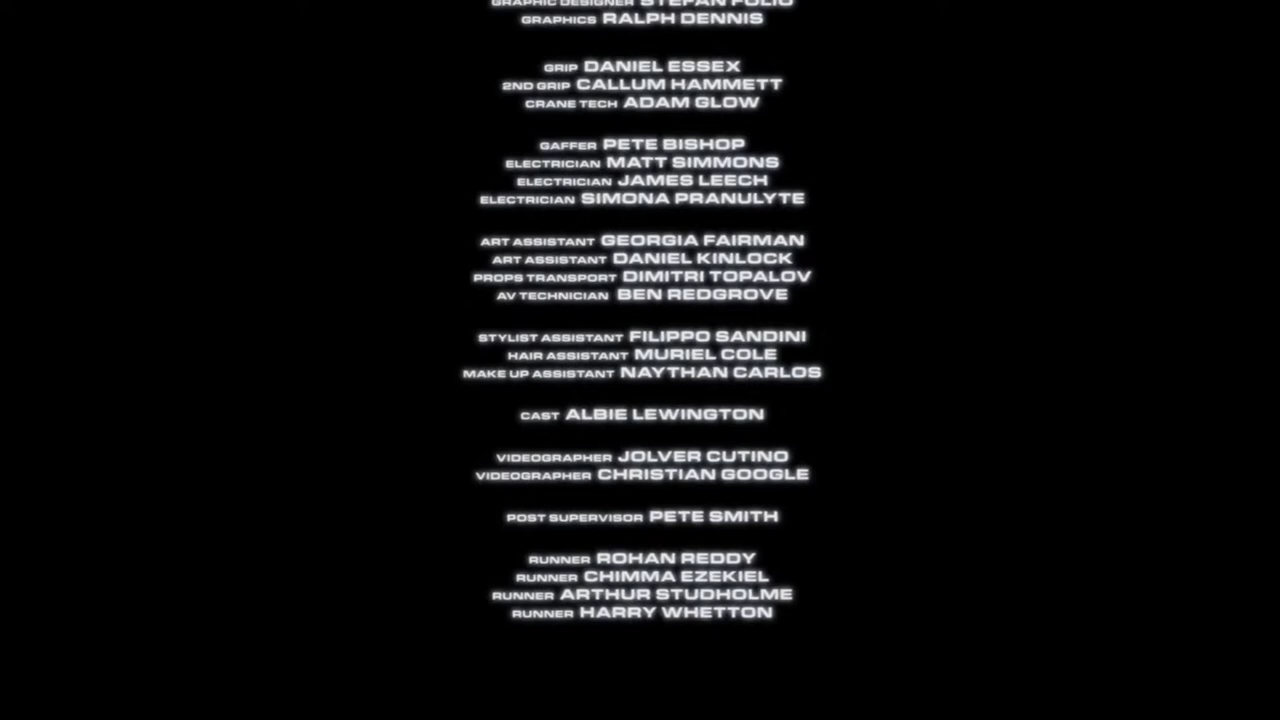 GRAPHIC DESIGNER STEFAN FOLIO
GRAPHICS RALPH DENNIS
GRIP DANIEL ESSEX
2ND GRIP CALLUM HAMMETT
CRANE TECH ADAM GLOW
GAFFER PETE BISHOP
ELECTRICIAN MATT SIMMONS
ELECTRICIAN JAMES LEECH
ELECTRICIAN SIMONA PRANULYTE
ART ASSISTANT GEORGIA FAIRMAN
ART ASSISTANT DANIEL KINLOCK
PROPS TRANSPORT DIMITRI TOPALOV
AV TECHNICIAN BEN REDGROVE
STYLIST ASSISTANT FILIPPO SANDINI
HAIR ASSISTANT MURIEL COLE
MAKE UP ASSISTANT NAYTHAN CARLOS
CAST ALBIE LEWINGTON
VIDEOGRAPHER JOLVER CUTINO
VIDEOGRAPHER CHRISTIAN GOOGLE
POST SUPERVISOR PETE SMITH
RUNNER ROHAN REDDY
RUNNER CHIMMA EZEKIEL
RUNNER ARTHUR STUDHOLME
RUNNER HARRY WHETTON